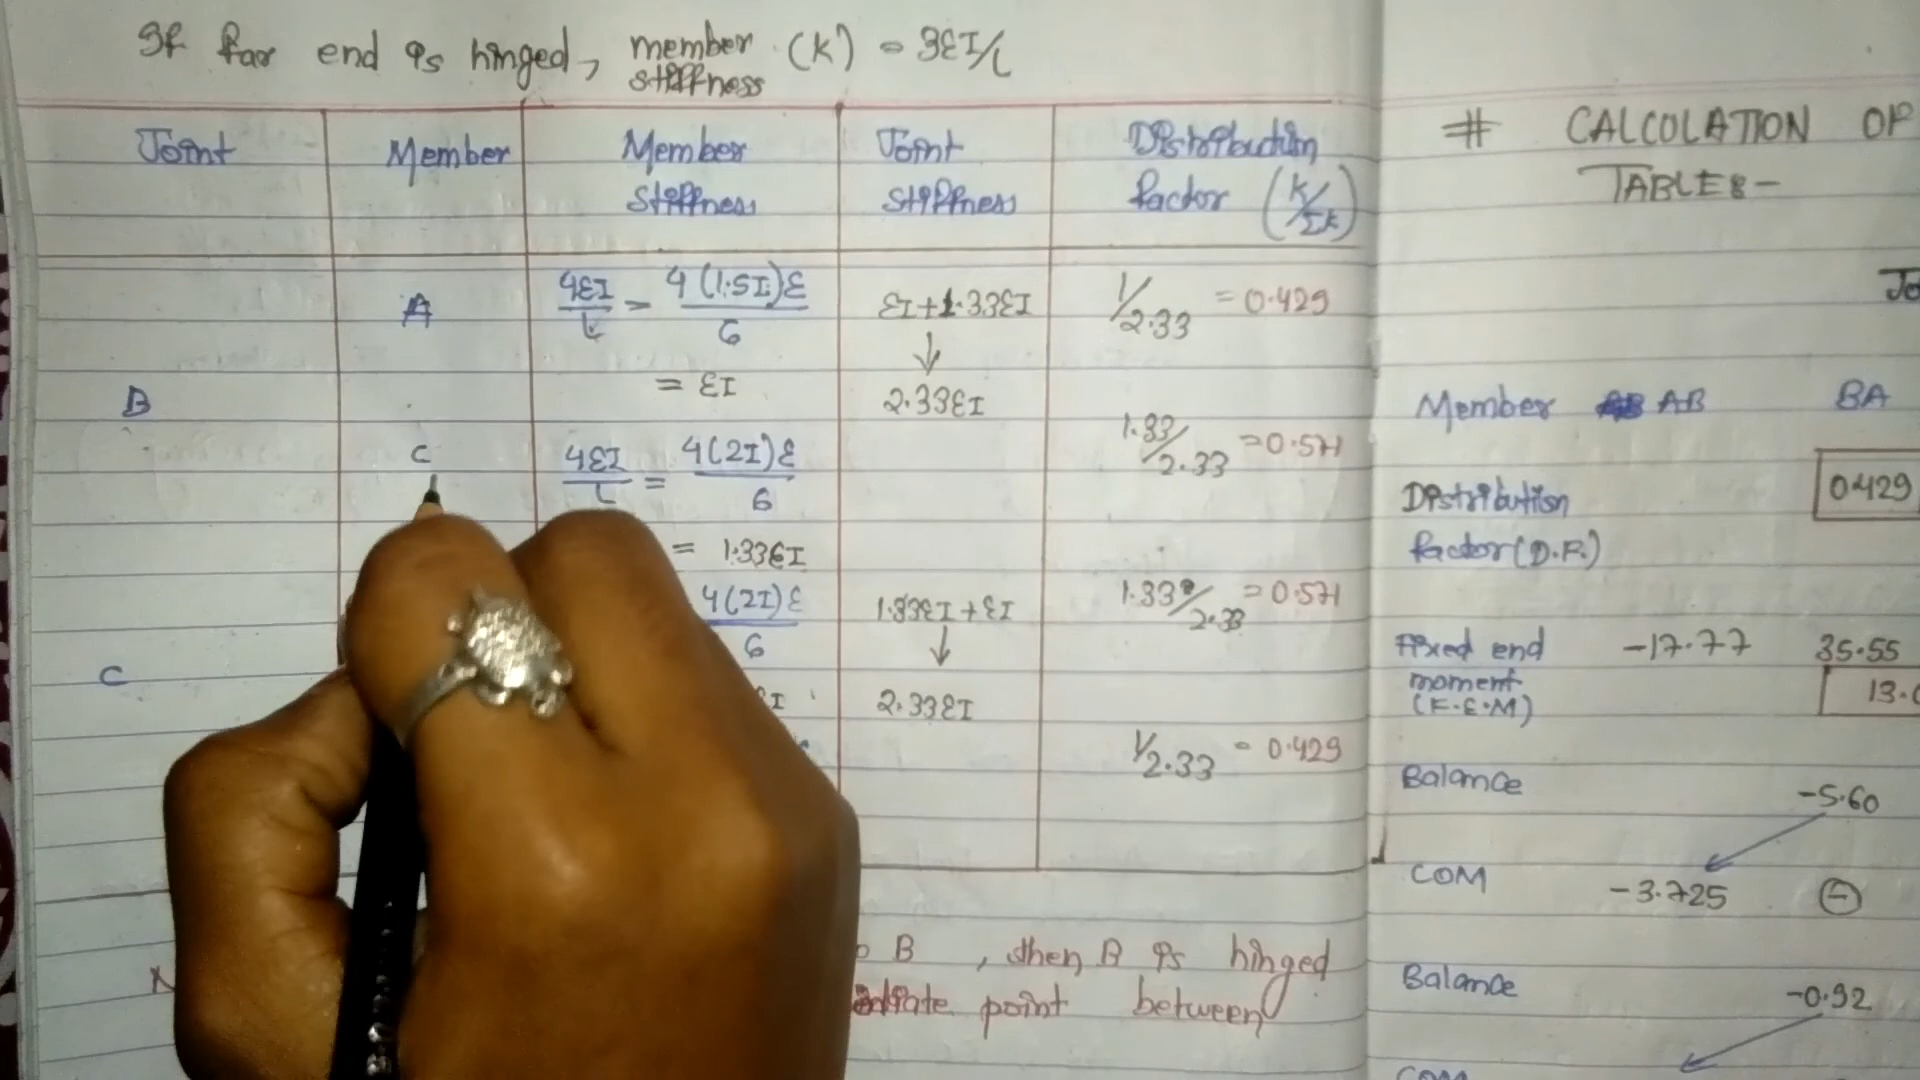 If far end is hinged, member stiffness (K) = 3EI/L
Joint
Member
Member Stiffness
Joint Stiffness
Distribution factor (K/ΣK)
A
4EI/L = 4(1.5I)E/6
= EI
EI+1.33EI
↓
2.33EI
1/2.33 = 0.429
B
C
4EI/L = 4(2I)E/6
= 1.33EI
1.33/2.33 = 0.571
4(2I)E/6
1.33EI + EI
↓
2.33EI
1.33/2.33 = 0.571
C
1/2.33 = 0.429
B , then B is hinged
point between
# CALCULATION OF
TABLES-
Member AB BA
Distribution factor (D.F.) 0.429
Fixed end moment (F.E.M) -17.77 35.55
Balance -5.60
COM -3.725 (-)
Balance -0.92
COM